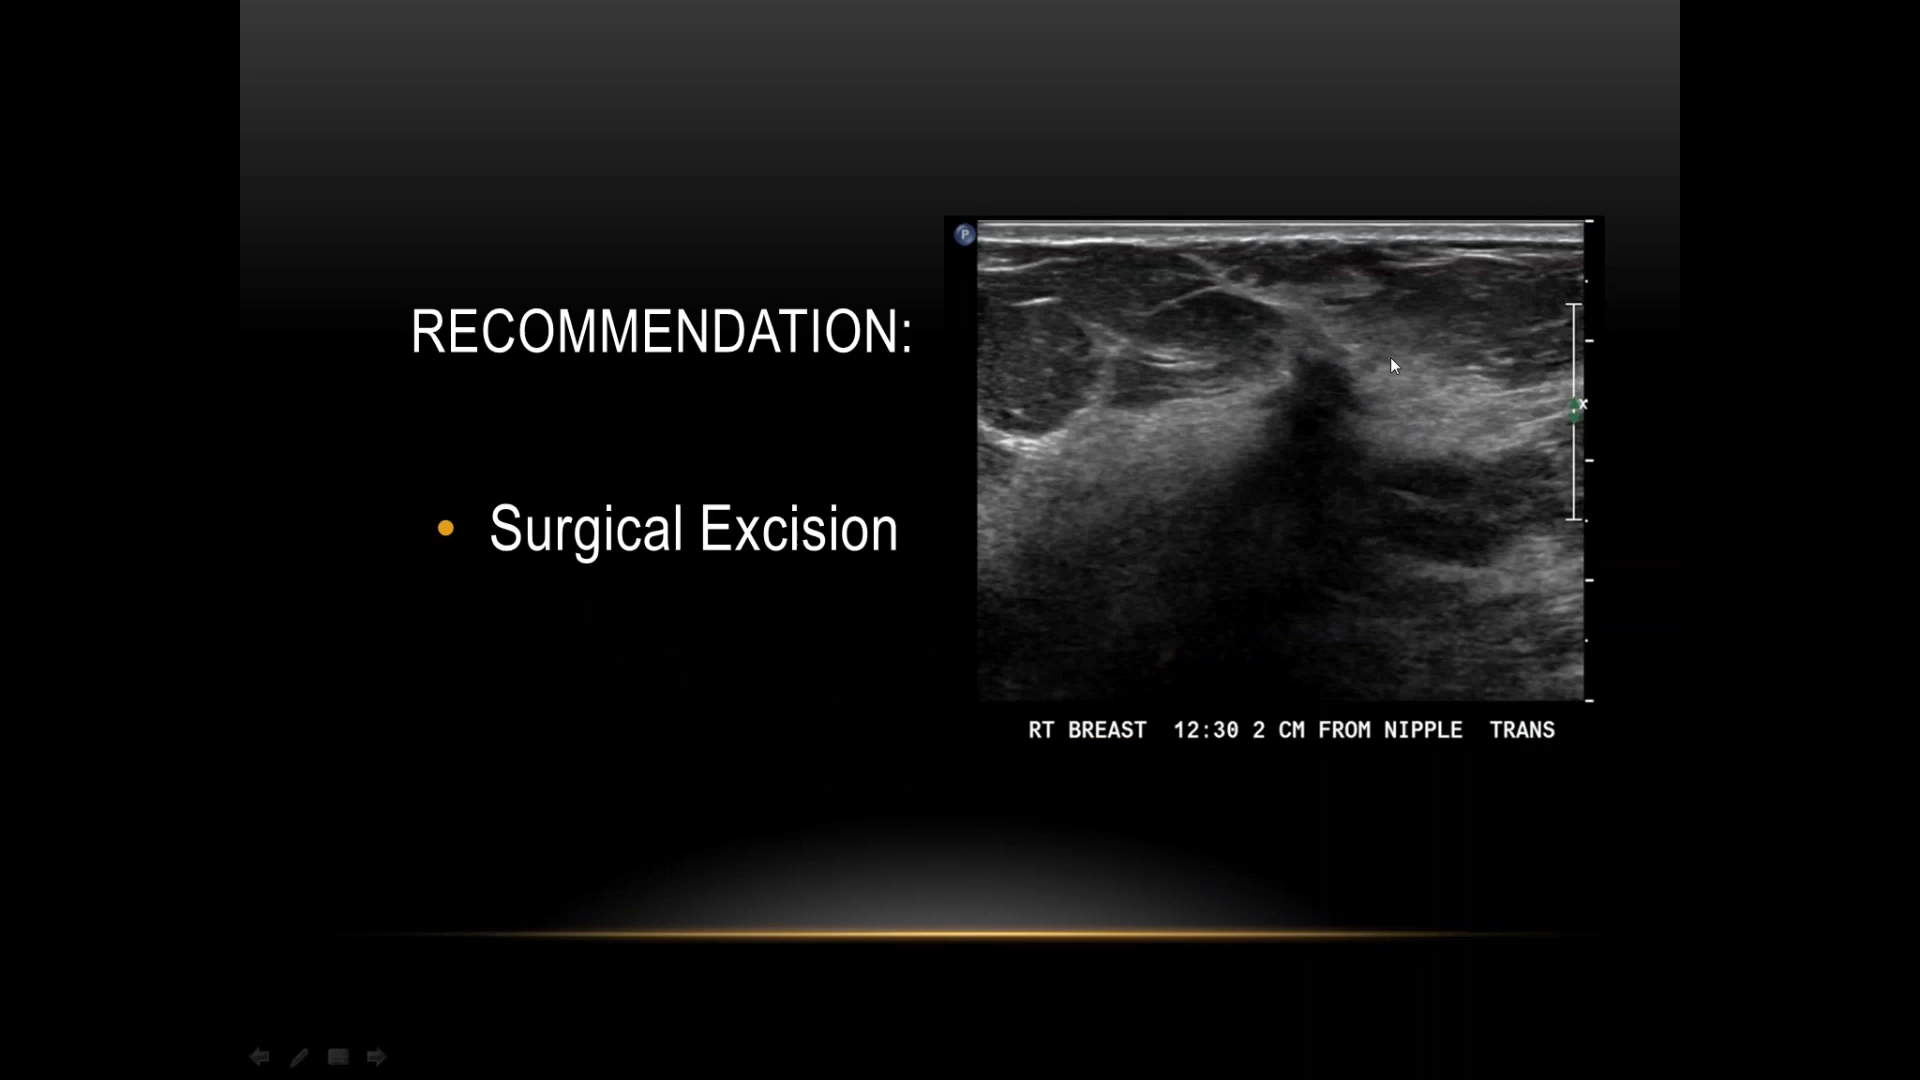 RECOMMENDATION:
• Surgical Excision
P
X
RT BREAST 12:30 2 CM FROM NIPPLE TRANS